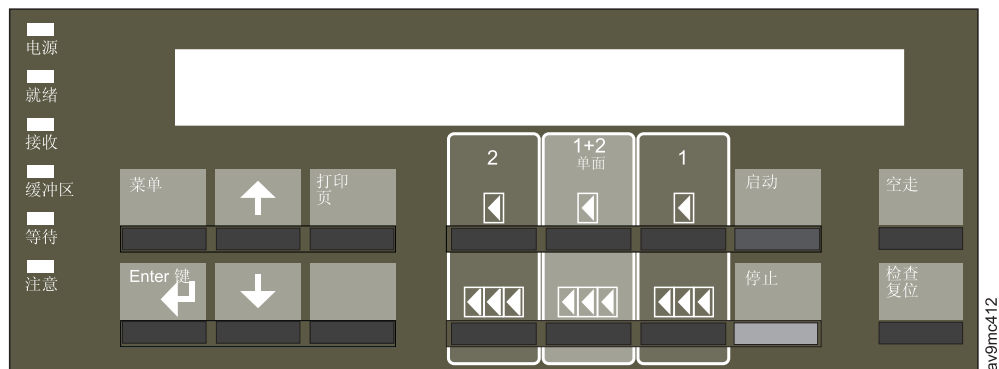 电源
就绪
接收
缓冲区
等待
注意
菜单
打印
页
2
1+2
单面
1
启动
空走
Enter 键
停止
检查
复位
av9mc412